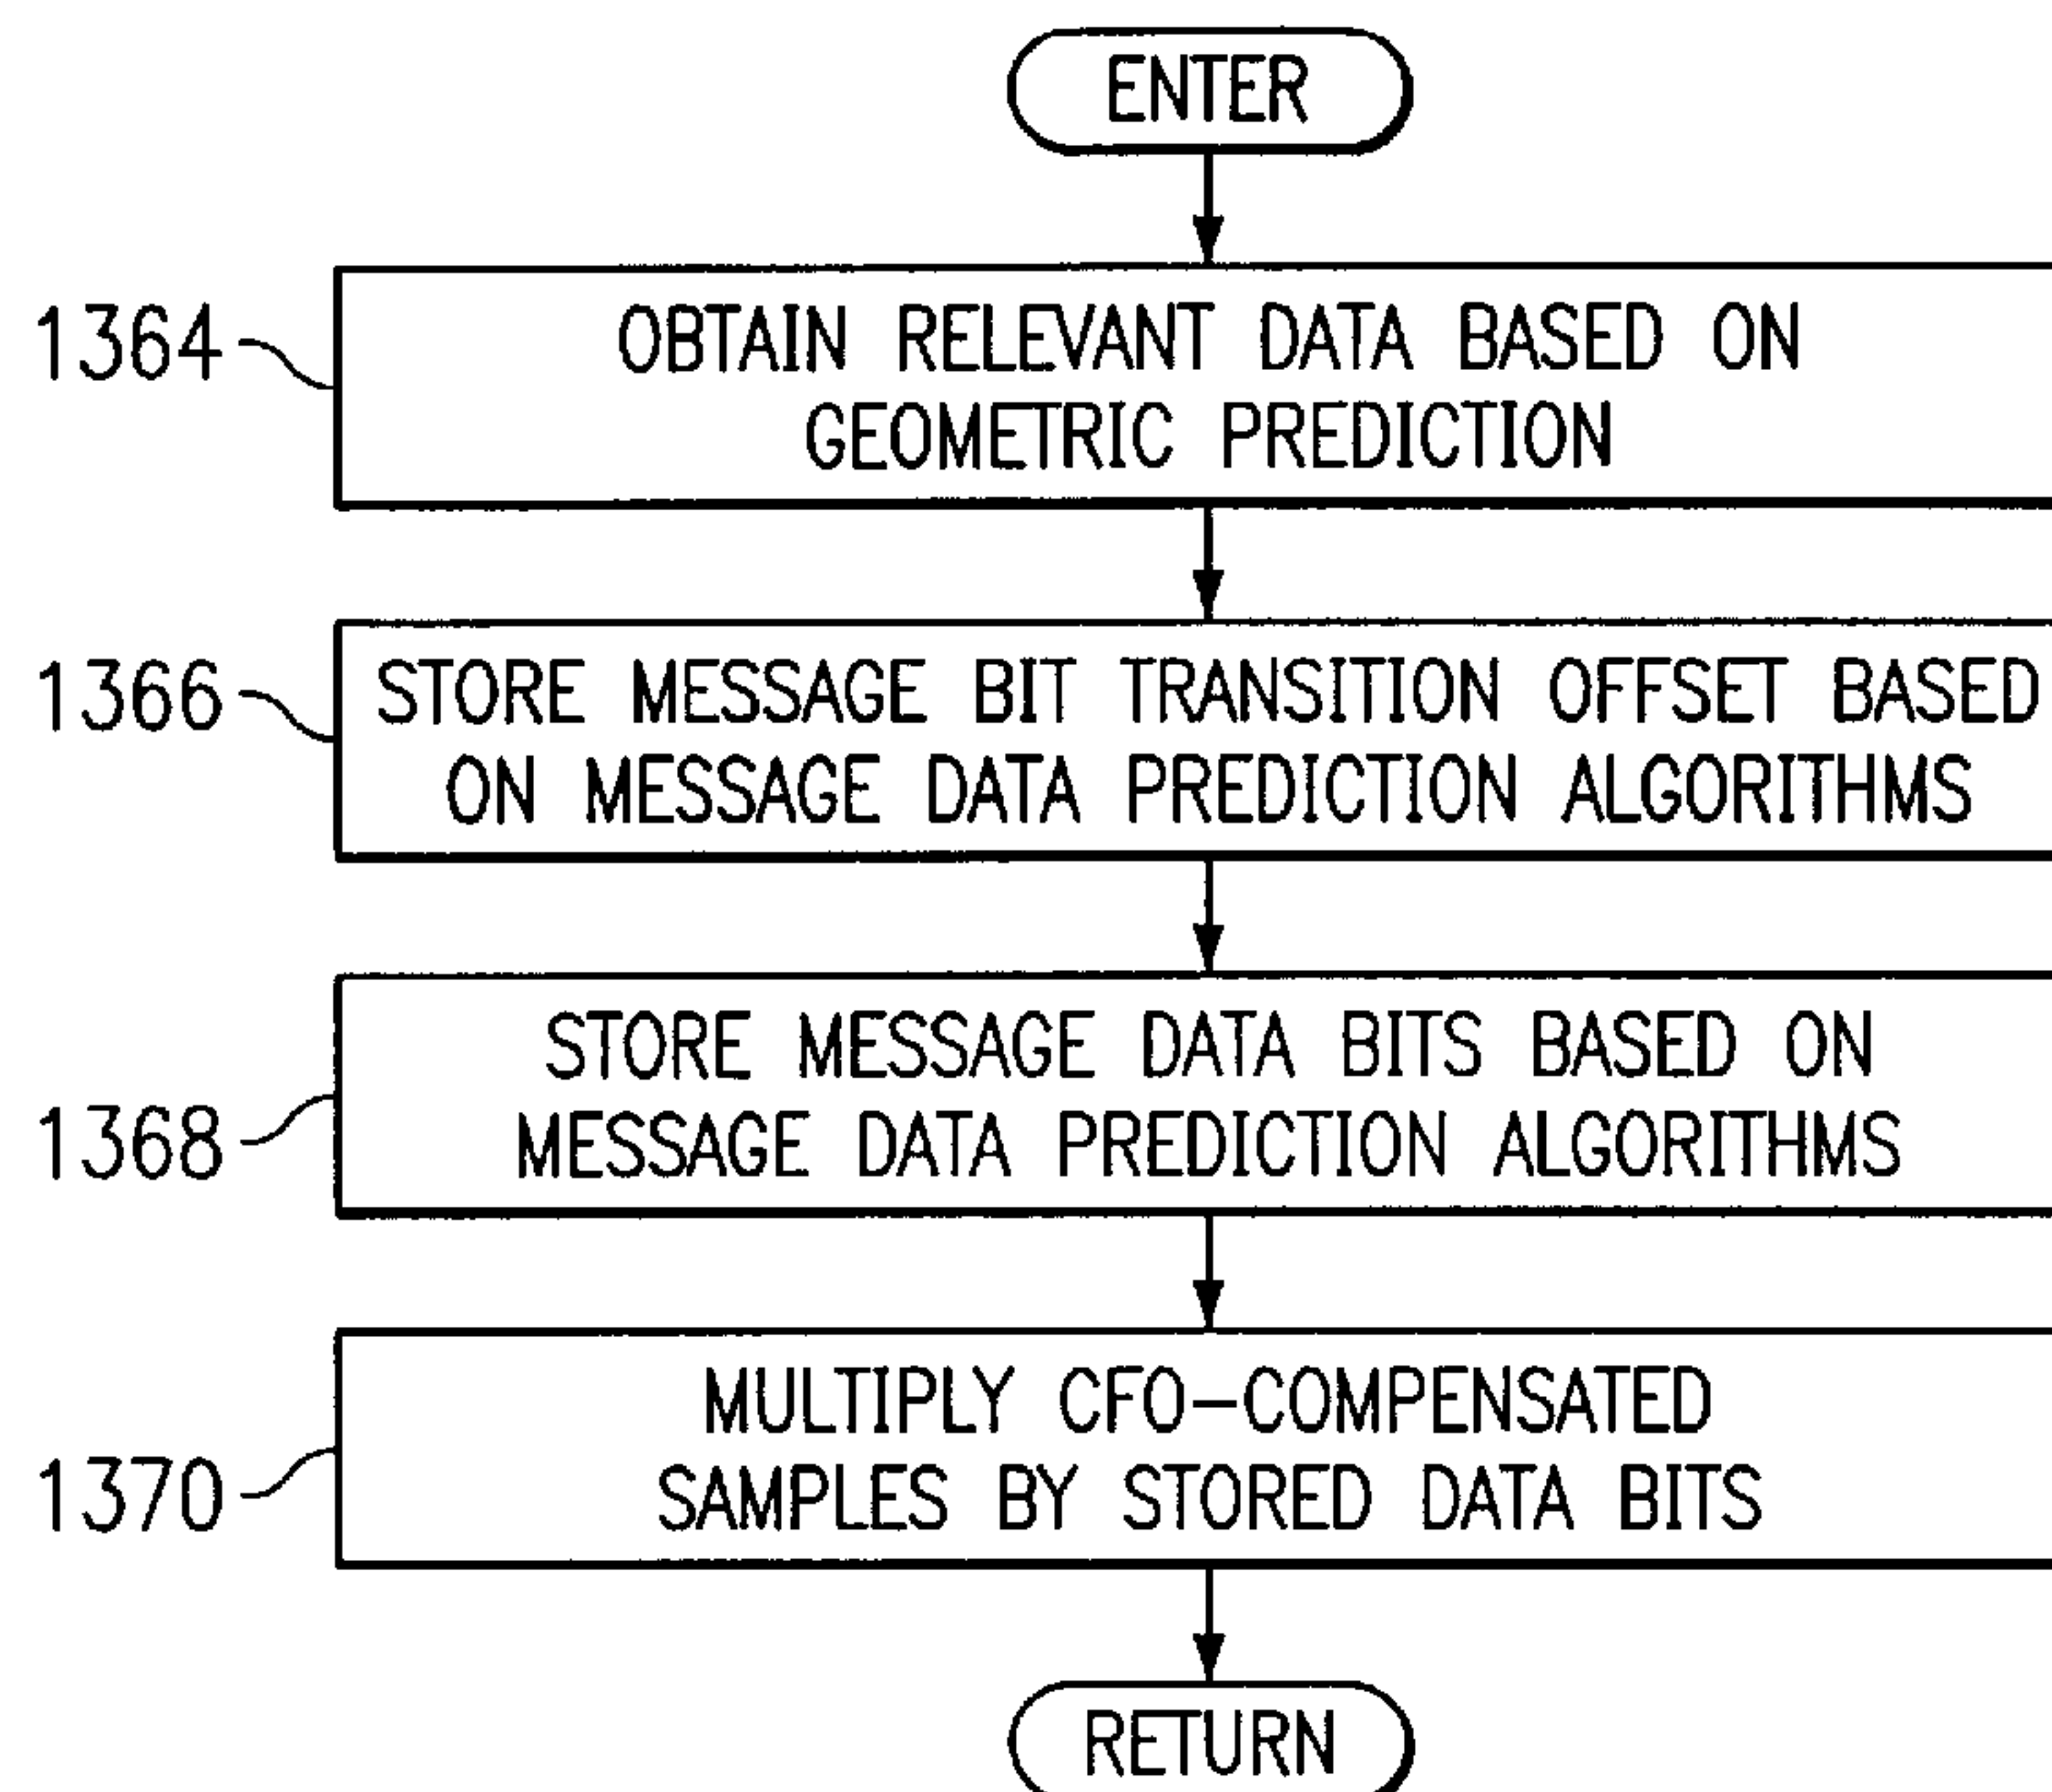 ENTER
1364
OBTAIN RELEVANT DATA BASED ON
GEOMETRIC PREDICTION
1366
STORE MESSAGE BIT TRANSITION OFFSET BASED
ON MESSAGE DATA PREDICTION ALGORITHMS
1368
STORE MESSAGE DATA BITS BASED ON
MESSAGE DATA PREDICTION ALGORITHMS
1370
MULTIPLY CFO-COMPENSATED
SAMPLES BY STORED DATA BITS
RETURN